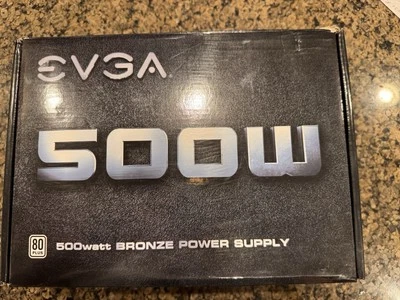 EVGA.
500W
80
PLUS
500watt BRONZE POWER SUPPLY